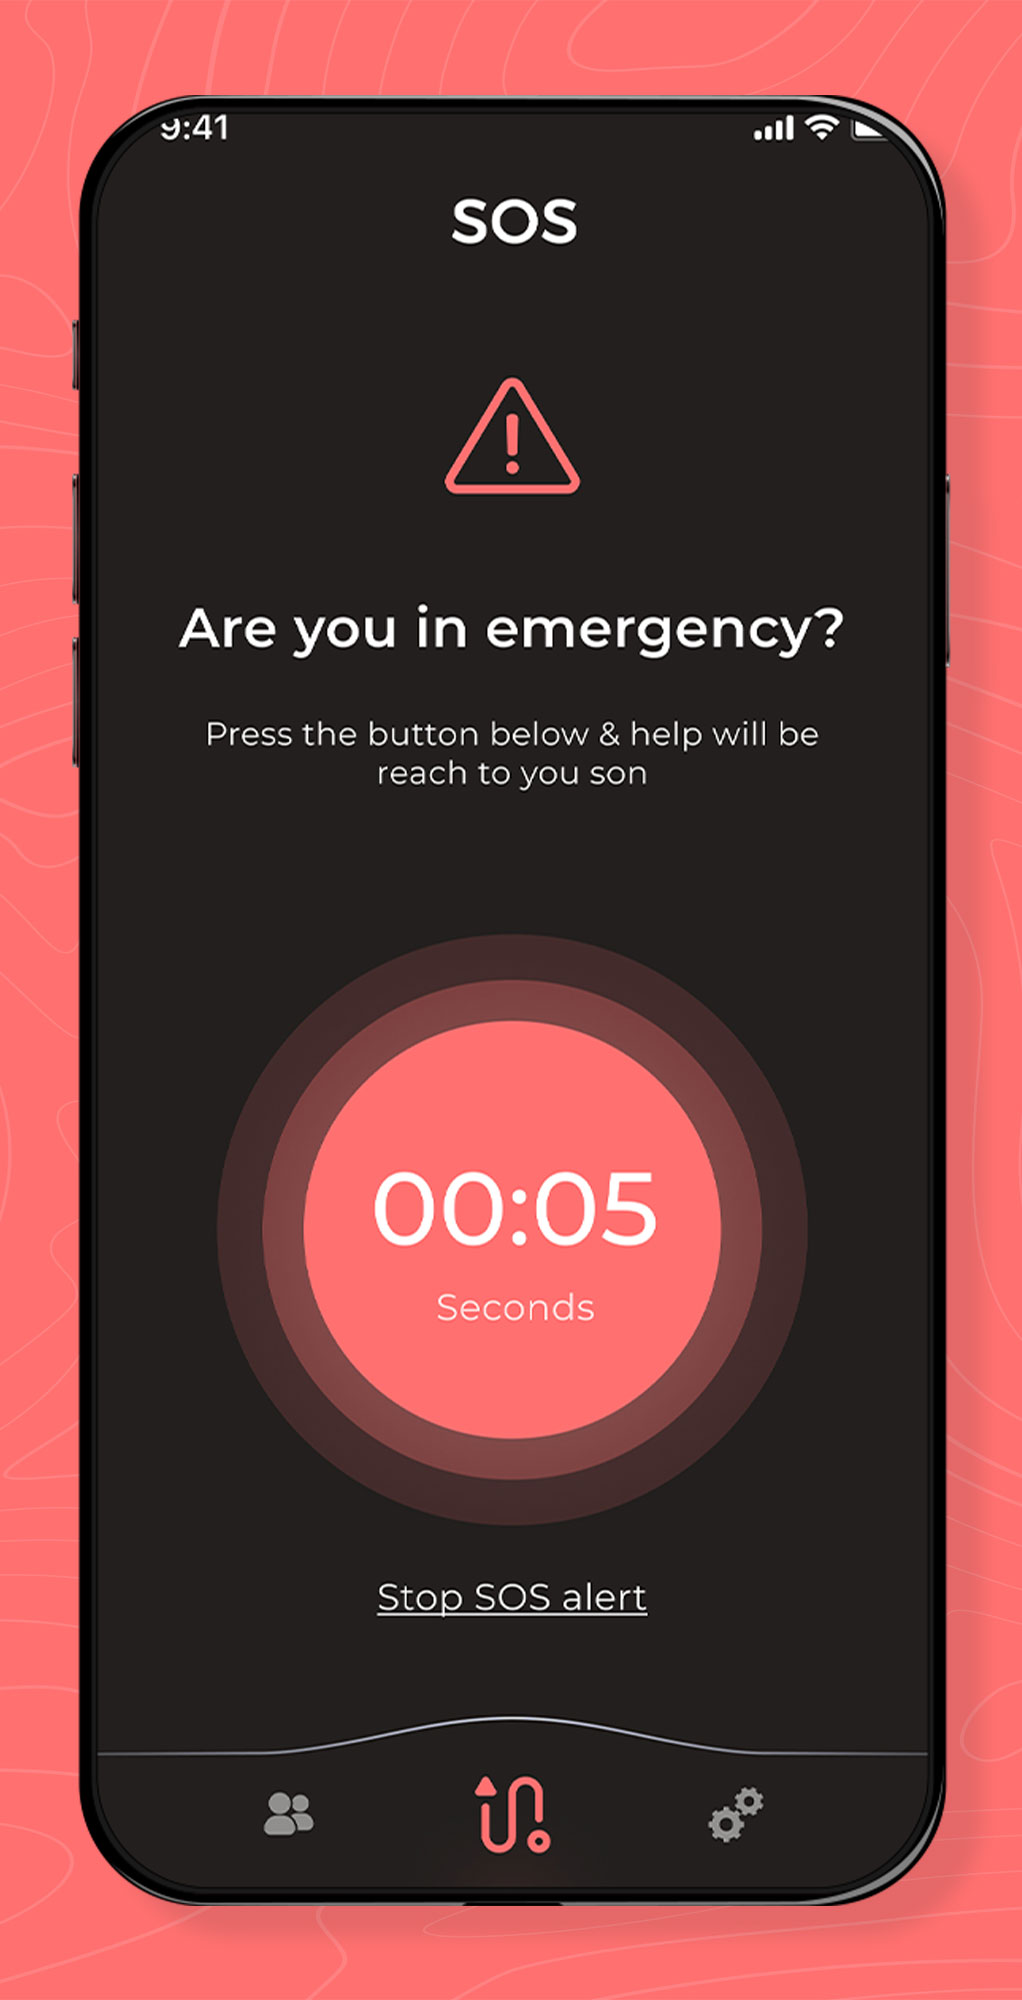 9:41
SOS
Are you in emergency?
Press the button below & help will be
reach to you son
00:05
Seconds
Stop SOS alert